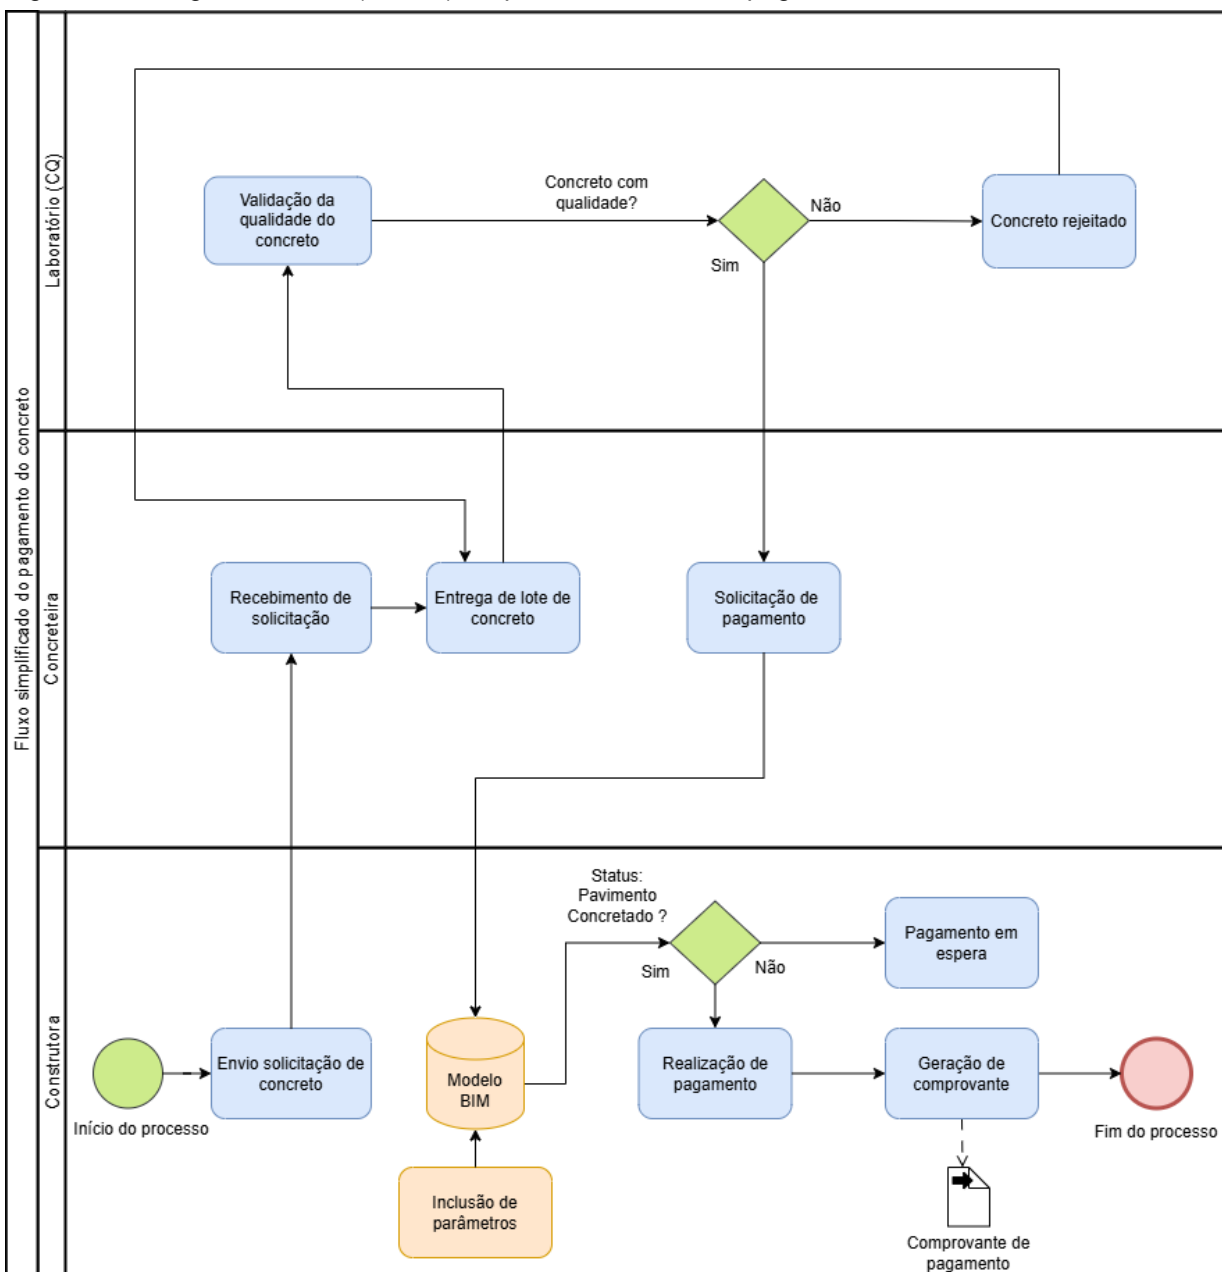 Fluxo simplificado do pagamento do concreto
Laboratório (CQ)
Validação da
qualidade do
concreto
Concreto com
qualidade?
Não
Sim
Concreto rejeitado
Concreteira
Recebimento de
solicitação
Entrega de lote de
concreto
Solicitação de
pagamento
Construtora
Status:
Pavimento
Concretado ?
Sim
Não
Pagamento em
espera
Início do processo
Envio solicitação de
concreto
Modelo
BIM
Realização de
pagamento
Geração de
comprovante
Fim do processo
Inclusão de
parâmetros
Comprovante de
pagamento